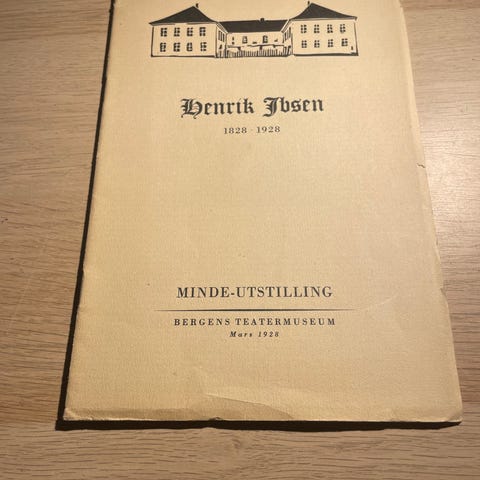 Henrik Ibsen
1828 - 1928
MINDE-UTSTILLING
BERGENS TEATERMUSEUM
Mars 1928